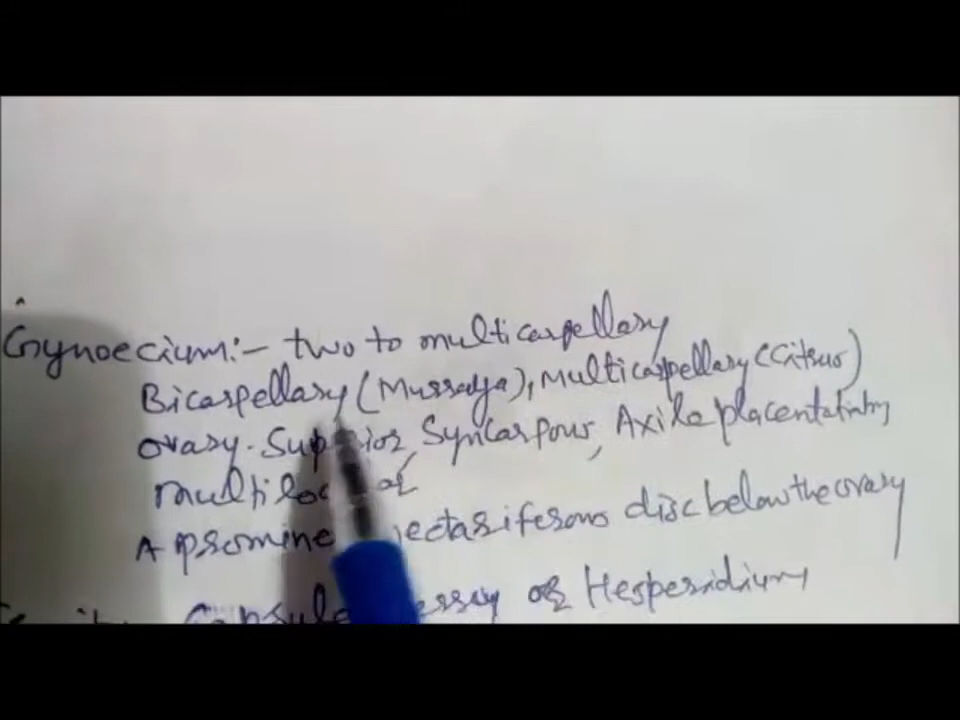 Gynoecium:- two to multicarpellary
Bicarpellary (Murraya), Multicarpellary (Citrus)
ovary. Superior, Syncarpous, Axile placentation,
multilocular
A prominent nectariferous disc below the ovary
Capsule Berry or Hesperidium,